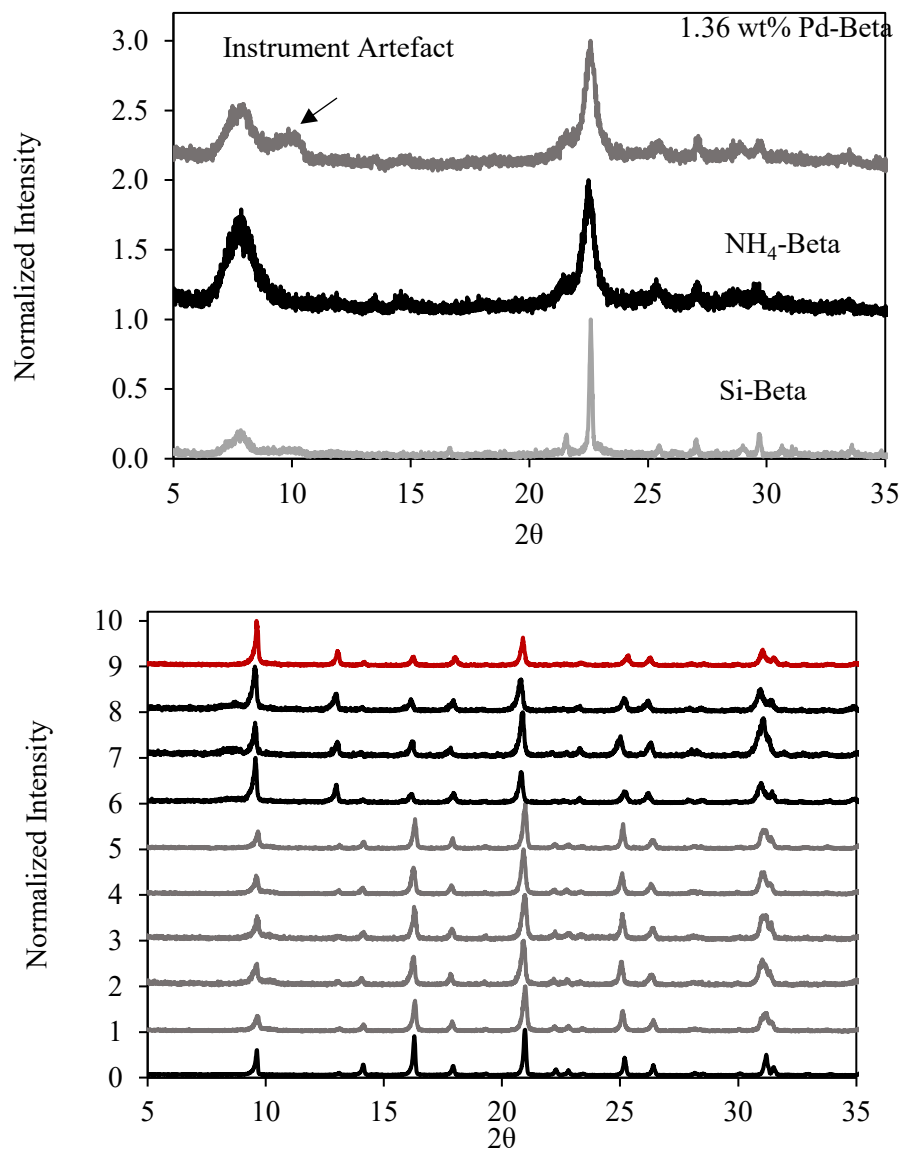 1.36 wt% Pd-Beta
Instrument Artefact
3.0
2.5
2.0
NH₄-Beta
1.5
1.0
Si-Beta
0.5
0.0
5 10 15 20 25 30 35
2θ
Normalized Intensity
10
9
8
7
6
5
4
3
2
1
0
5 10 15 20 25 30 35
2θ
Normalized Intensity